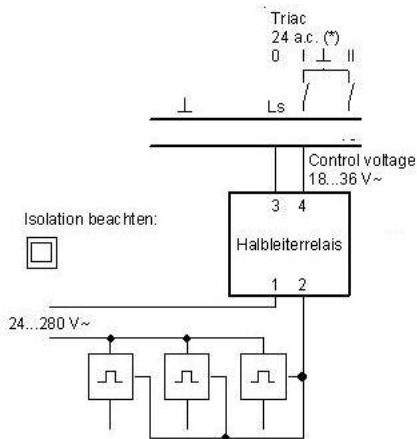 Triac
24 a.c. (*)
0 I ⊥ II
⊥ Ls
Control voltage
18...36 V~
3 4
Isolation beachten:
Halbleiterrelais
1 2
24...280 V~